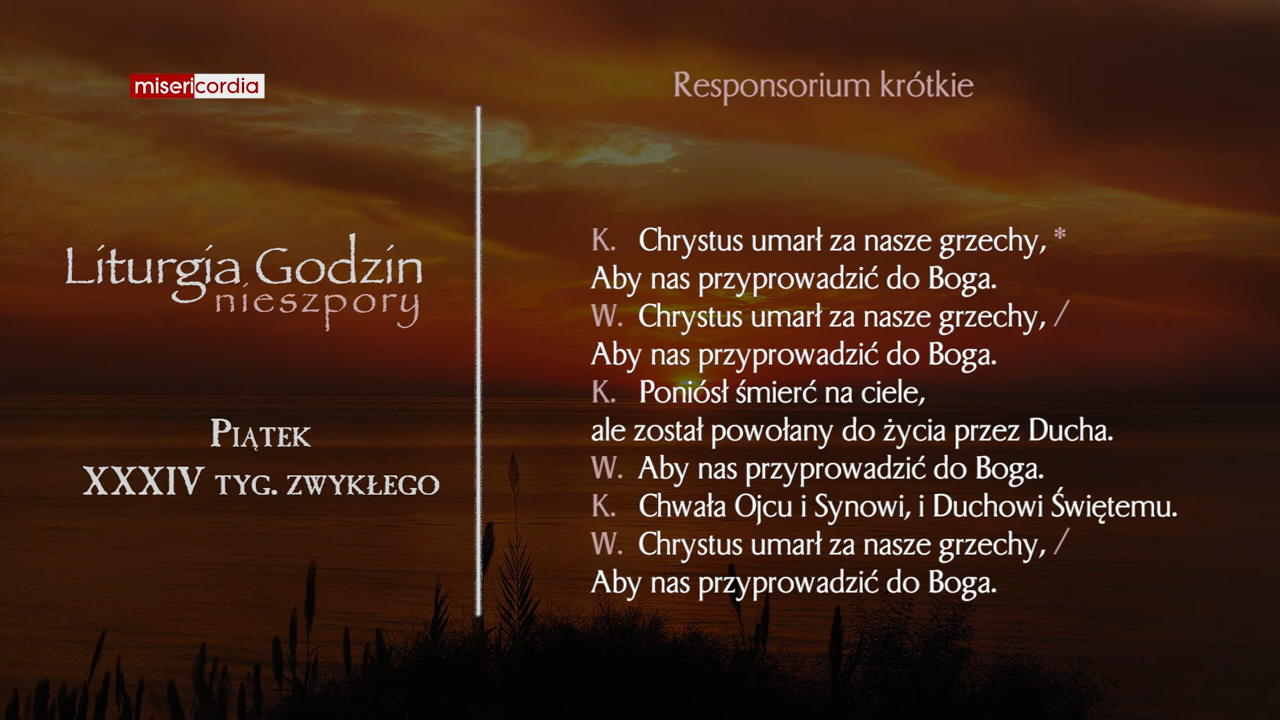 misericordia
Liturgia Godzin
nieszpory
Piątek
XXXIV tyg. zwykłego
Responsorium krótkie
K. Chrystus umarł za nasze grzechy, *
Aby nas przyprowadzić do Boga.
W. Chrystus umarł za nasze grzechy, /
Aby nas przyprowadzić do Boga.
K. Poniósł śmierć na ciele,
ale został powołany do życia przez Ducha.
W. Aby nas przyprowadzić do Boga.
K. Chwała Ojcu i Synowi, i Duchowi Świętemu.
W. Chrystus umarł za nasze grzechy, /
Aby nas przyprowadzić do Boga.